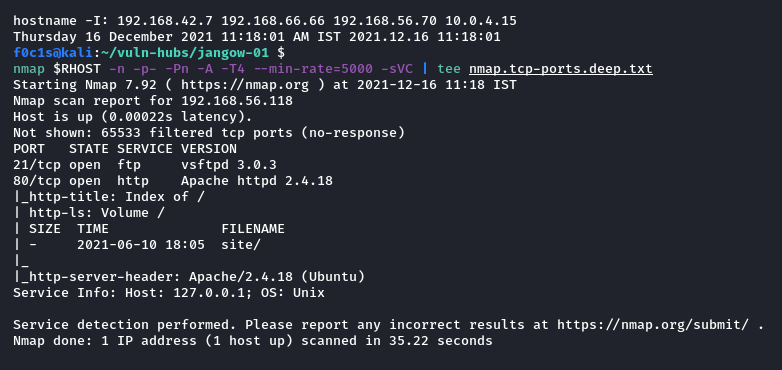 hostname -I: 192.168.42.7 192.168.66.66 192.168.56.70 10.0.4.15
Thursday 16 December 2021 11:18:01 AM IST 2021.12.16 11:18:01
f0c1s@kali:~/vuln-hubs/jangow-01 $
nmap $RHOST -n -p- -Pn -A -T4 --min-rate=5000 -sVC | tee nmap.tcp-ports.deep.txt
Starting Nmap 7.92 ( https://nmap.org ) at 2021-12-16 11:18 IST
Nmap scan report for 192.168.56.118
Host is up (0.00022s latency).
Not shown: 65533 filtered tcp ports (no-response)
PORT   STATE SERVICE VERSION
21/tcp open  ftp     vsftpd 3.0.3
80/tcp open  http    Apache httpd 2.4.18
|_http-title: Index of /
| http-ls: Volume /
| SIZE  TIME              FILENAME
| -     2021-06-10 18:05  site/
|_
|_http-server-header: Apache/2.4.18 (Ubuntu)
Service Info: Host: 127.0.0.1; OS: Unix

Service detection performed. Please report any incorrect results at https://nmap.org/submit/ .
Nmap done: 1 IP address (1 host up) scanned in 35.22 seconds